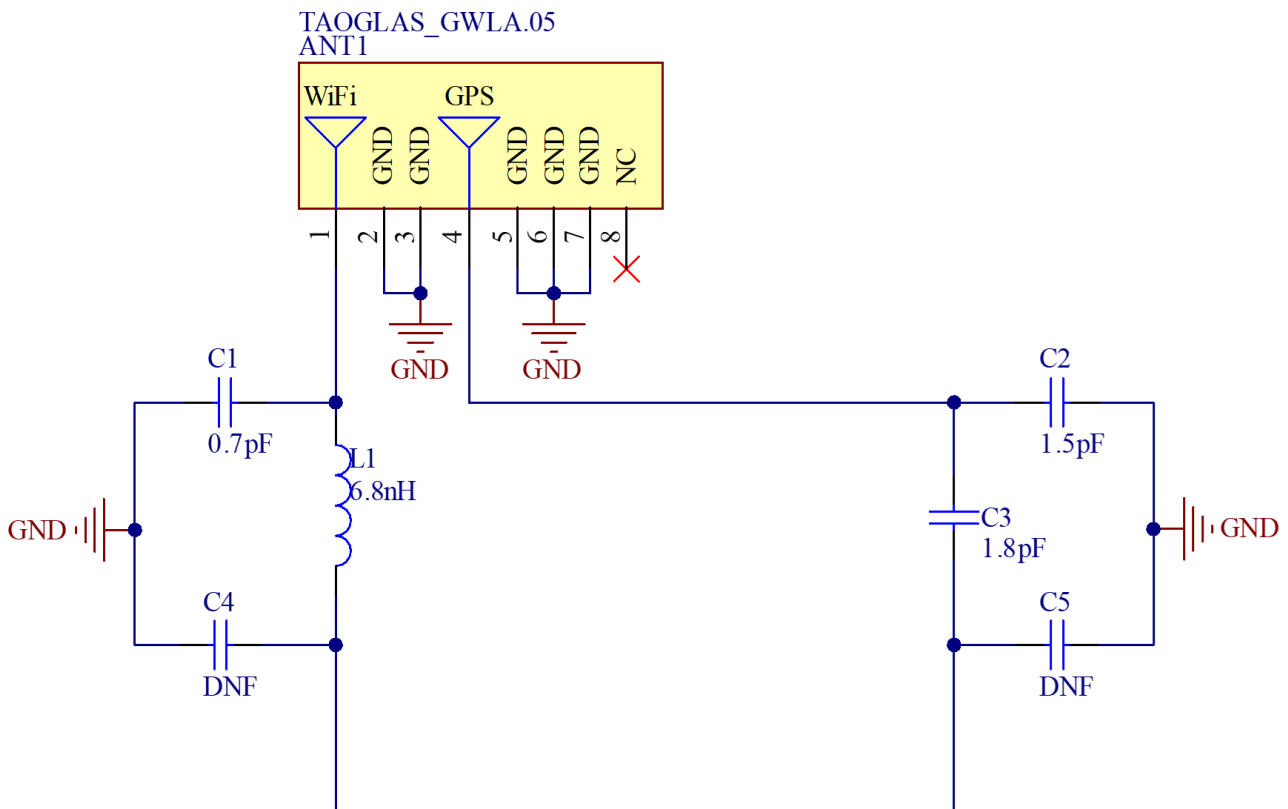 TAOGLAS_GWLA.05
ANT1
WiFi
GPS
GND
GND
GND
GND
GND
NC
1
2
3
4
5
6
7
8
GND
GND
C1
0.7pF
L1
6.8nH
C2
1.5pF
GND
C3
1.8pF
GND
C4
DNF
C5
DNF